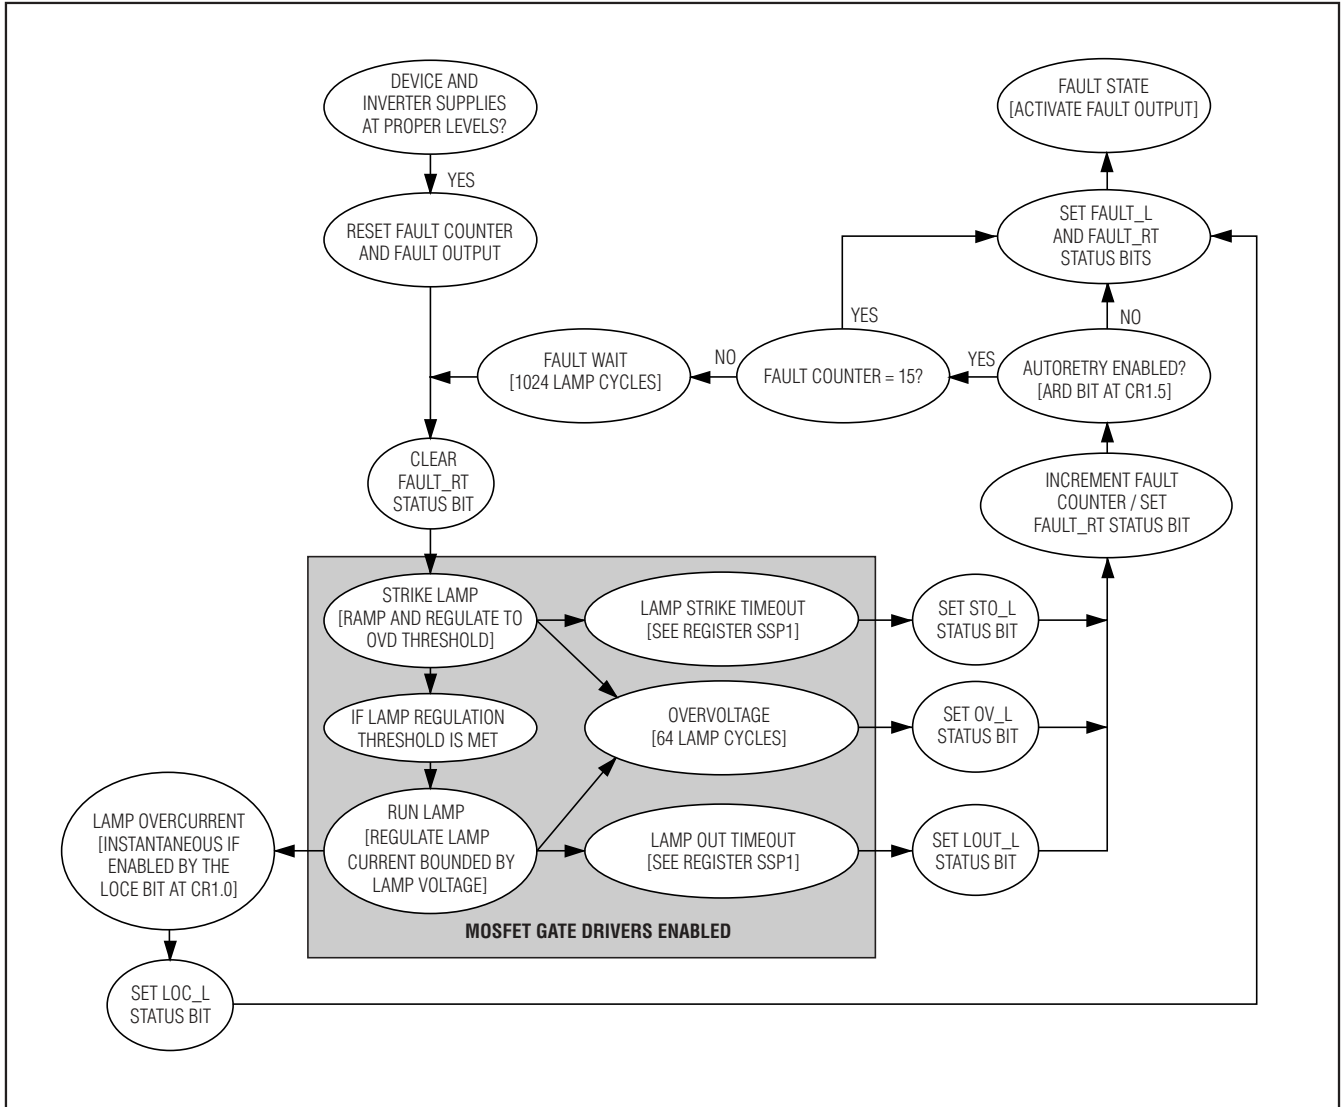 DEVICE AND
INVERTER SUPPLIES
AT PROPER LEVELS?
YES
RESET FAULT COUNTER
AND FAULT OUTPUT
FAULT STATE
[ACTIVATE FAULT OUTPUT]
SET FAULT_L
AND FAULT_RT
STATUS BITS
YES
NO
FAULT WAIT
[1024 LAMP CYCLES]
NO
FAULT COUNTER = 15?
YES
AUTORETRY ENABLED?
[ARD BIT AT CR1.5]
CLEAR
FAULT_RT
STATUS BIT
INCREMENT FAULT
COUNTER / SET
FAULT_RT STATUS BIT
STRIKE LAMP
[RAMP AND REGULATE TO
OVD THRESHOLD]
LAMP STRIKE TIMEOUT
[SEE REGISTER SSP1]
SET STO_L
STATUS BIT
IF LAMP REGULATION
THRESHOLD IS MET
OVERVOLTAGE
[64 LAMP CYCLES]
SET OV_L
STATUS BIT
LAMP OVERCURRENT
[INSTANTANEOUS IF
ENABLED BY THE
LOCE BIT AT CR1.0]
RUN LAMP
[REGULATE LAMP
CURRENT BOUNDED BY
LAMP VOLTAGE]
LAMP OUT TIMEOUT
[SEE REGISTER SSP1]
SET LOUT_L
STATUS BIT
MOSFET GATE DRIVERS ENABLED
SET LOC_L
STATUS BIT